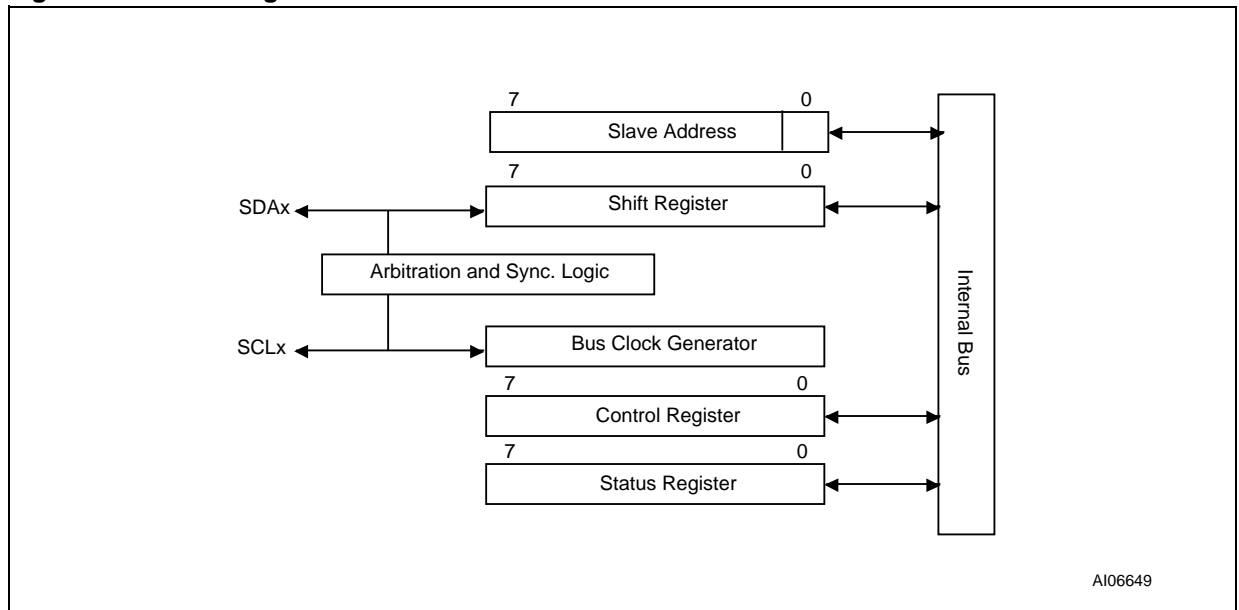 7 0
Slave Address
7 0
SDAx
Shift Register
Arbitration and Sync. Logic
SCLx
Bus Clock Generator
7 0
Control Register
7 0
Status Register
Internal Bus
AI06649